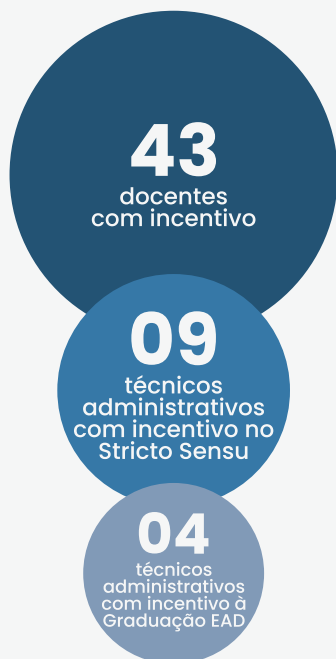 43
docentes
com incentivo
09
técnicos
administrativos
com incentivo no
Stricto Sensu
04
técnicos
administrativos
com incentivo à
Graduação EAD